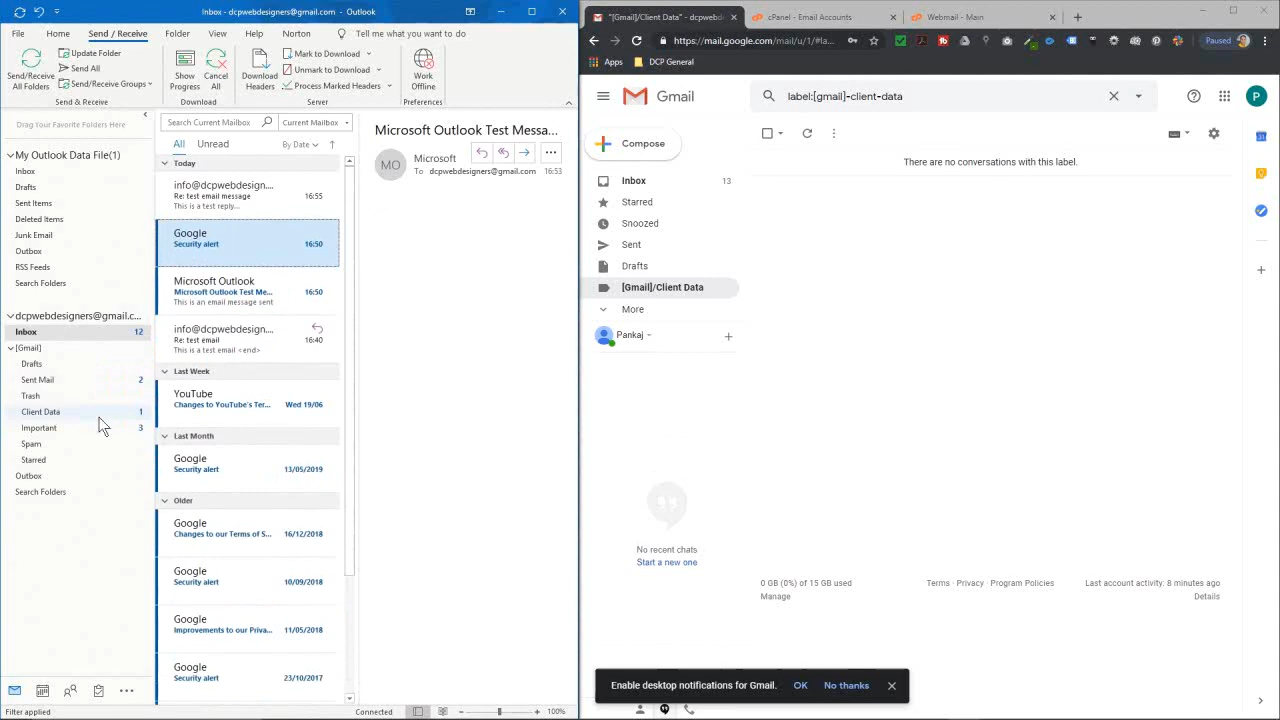 Inbox - dcpwebdesigners@gmail.com - Outlook
File Home Send / Receive Folder View Help Norton Tell me what you want to do
Send/Receive All Folders
Update Folder
Send All
Send/Receive Groups
Send & Receive
Show Progress
Cancel All
Download
Download Headers
Mark to Download
Unmark to Download
Process Marked Headers
Server
Work Offline
Preferences
Drag Your Favorite Folders Here
My Outlook Data File(1)
Inbox
Drafts
Sent Items
Deleted Items
Junk Email
Outbox
RSS Feeds
Search Folders
dcpwebdesigners@gmail.c...
Inbox 12
[Gmail]
Drafts
Sent Mail 2
Trash
Client Data 1
Important 3
Spam
Starred
Outbox
Search Folders
Search Current Mailbox Current Mailbox
All Unread By Date
Today
info@dcpwebdesign....
Re: test email message 16:55
This is a test reply...
Google
Security alert 16:50
Microsoft Outlook
Microsoft Outlook Test Me... 16:50
This is an email message sent
info@dcpwebdesign....
Re: test email 16:40
This is a test email <end>
Last Week
YouTube
Changes to YouTube's Ter... Wed 19/06
Last Month
Google
Security alert 13/05/2019
Older
Google
Changes to our Terms of S... 16/12/2018
Google
Security alert 10/09/2018
Google
Improvements to our Priva... 11/05/2018
Google
Security alert 23/10/2017
Microsoft Outlook Test Messa...
MO
Microsoft
To dcpwebdesigners@gmail.com 16:53
Filter applied Connected 100%
"[Gmail]/Client Data" - dcpweb
cPanel - Email Accounts
Webmail - Main
https://mail.google.com/mail/u/1/#la... Paused
Apps DCP General
Gmail
label:[gmail]-client-data
P
Compose
There are no conversations with this label.
Inbox 13
Starred
Snoozed
Sent
Drafts
[Gmail]/Client Data
More
Pankaj
No recent chats
Start a new one
0 GB (0%) of 15 GB used
Manage
Terms · Privacy · Program Policies
Last account activity: 8 minutes ago
Details
Enable desktop notifications for Gmail. OK No thanks